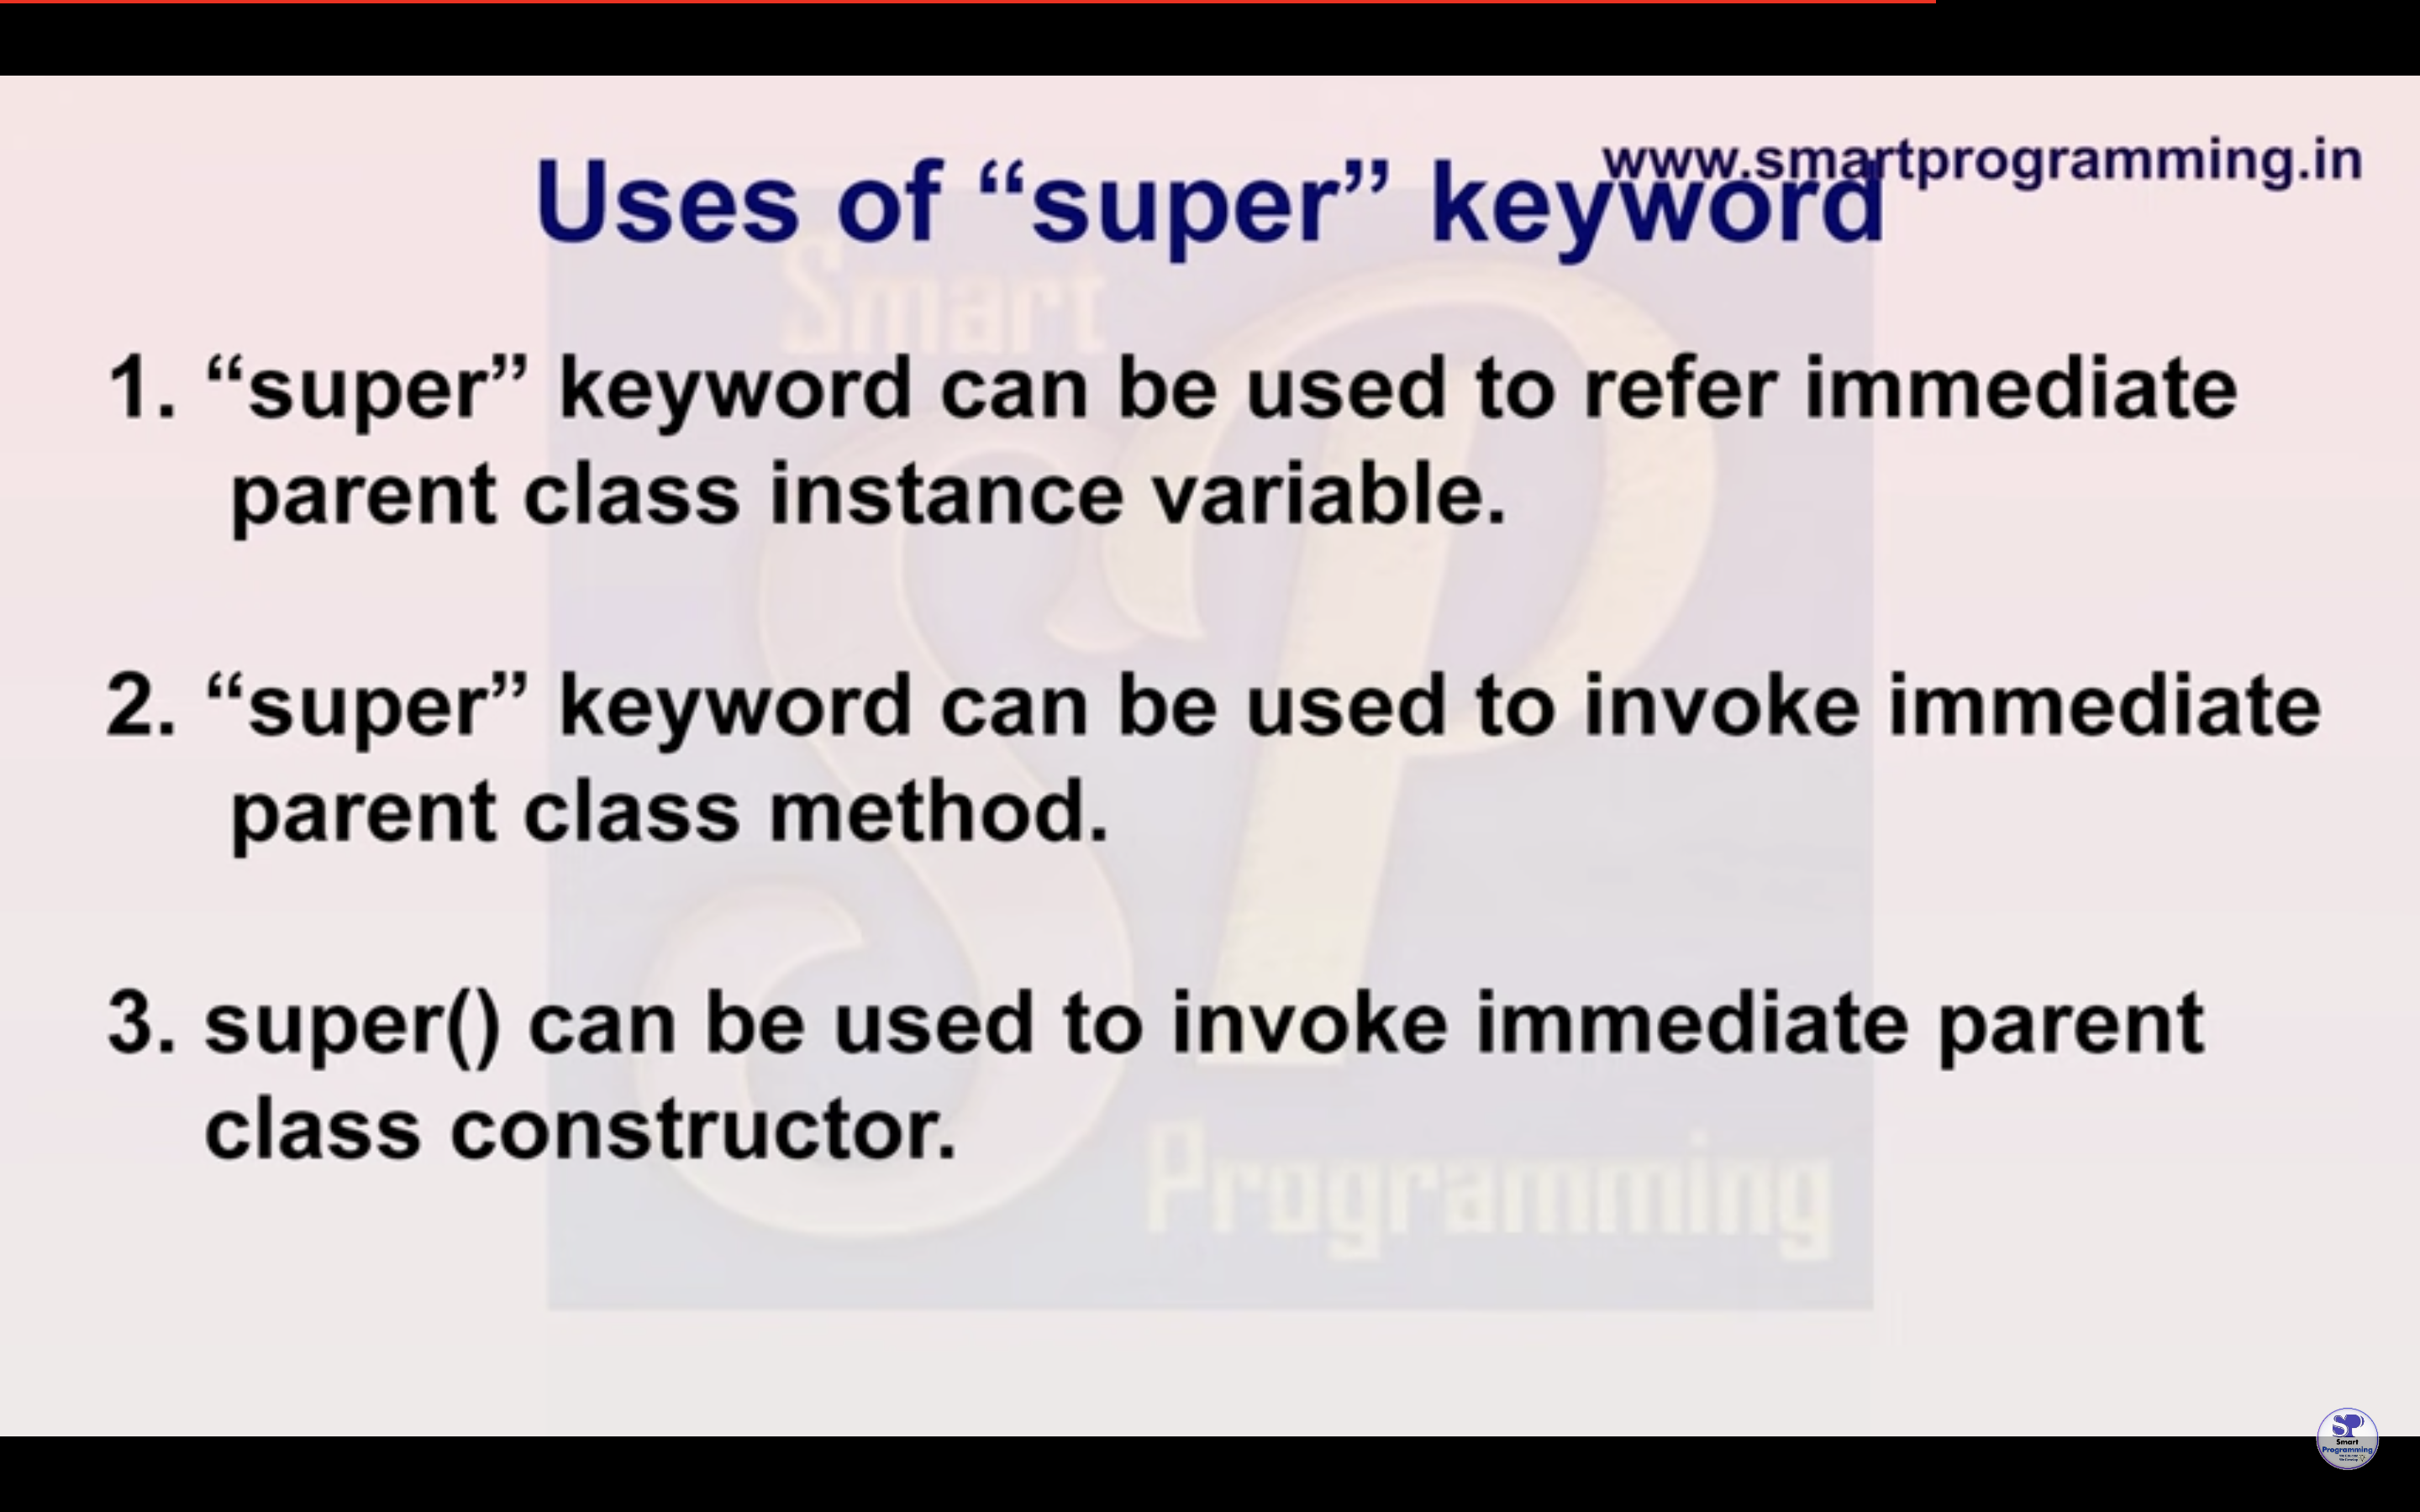 www.smartprogramming.in
Uses of “super” keyword
Smart
1. “super” keyword can be used to refer immediate
parent class instance variable.
2. “super” keyword can be used to invoke immediate
parent class method.
3. super() can be used to invoke immediate parent
class constructor.
SP
Programming
SP
Smart
Programming